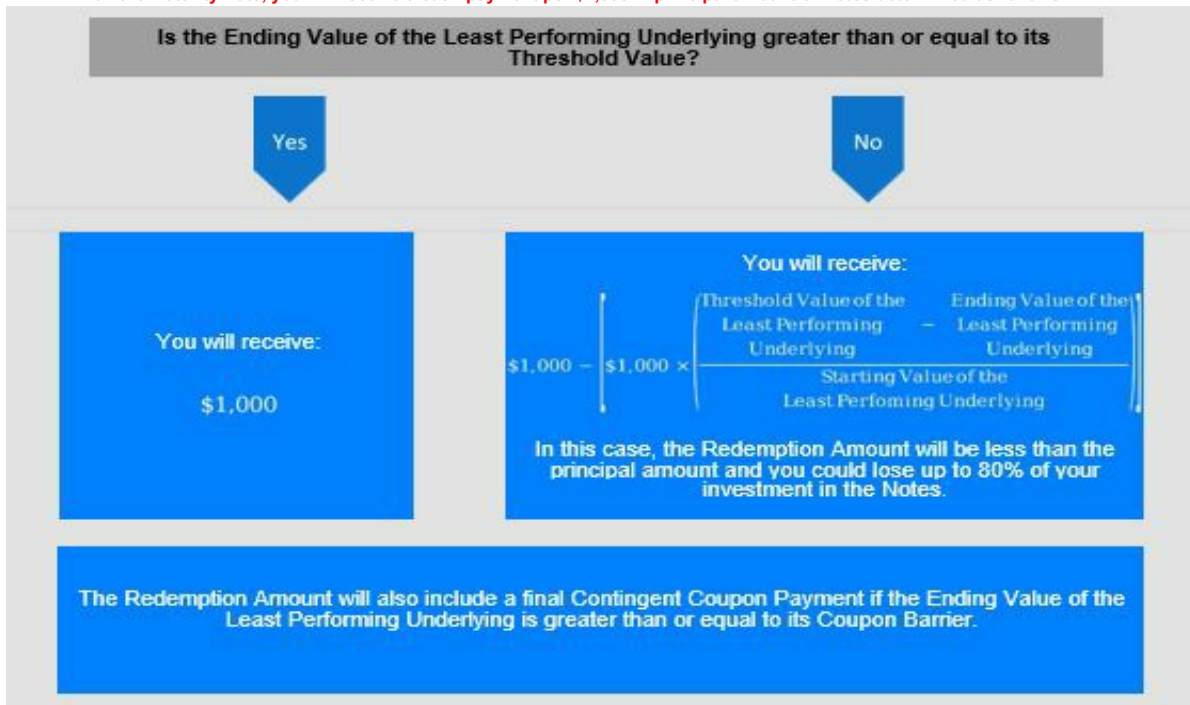 Is the Ending Value of the Least Performing Underlying greater than or equal to its
Threshold Value?
Yes
No
You will receive:
$1,000
You will receive:
$1,000 − [$1,000 × (Threshold Value of the Least Performing Underlying − Ending Value of the Least Performing Underlying
Starting Value of the
Least Perfoming Underlying)]
In this case, the Redemption Amount will be less than the
principal amount and you could lose up to 80% of your
investment in the Notes.
The Redemption Amount will also include a final Contingent Coupon Payment if the Ending Value of the
Least Performing Underlying is greater than or equal to its Coupon Barrier.